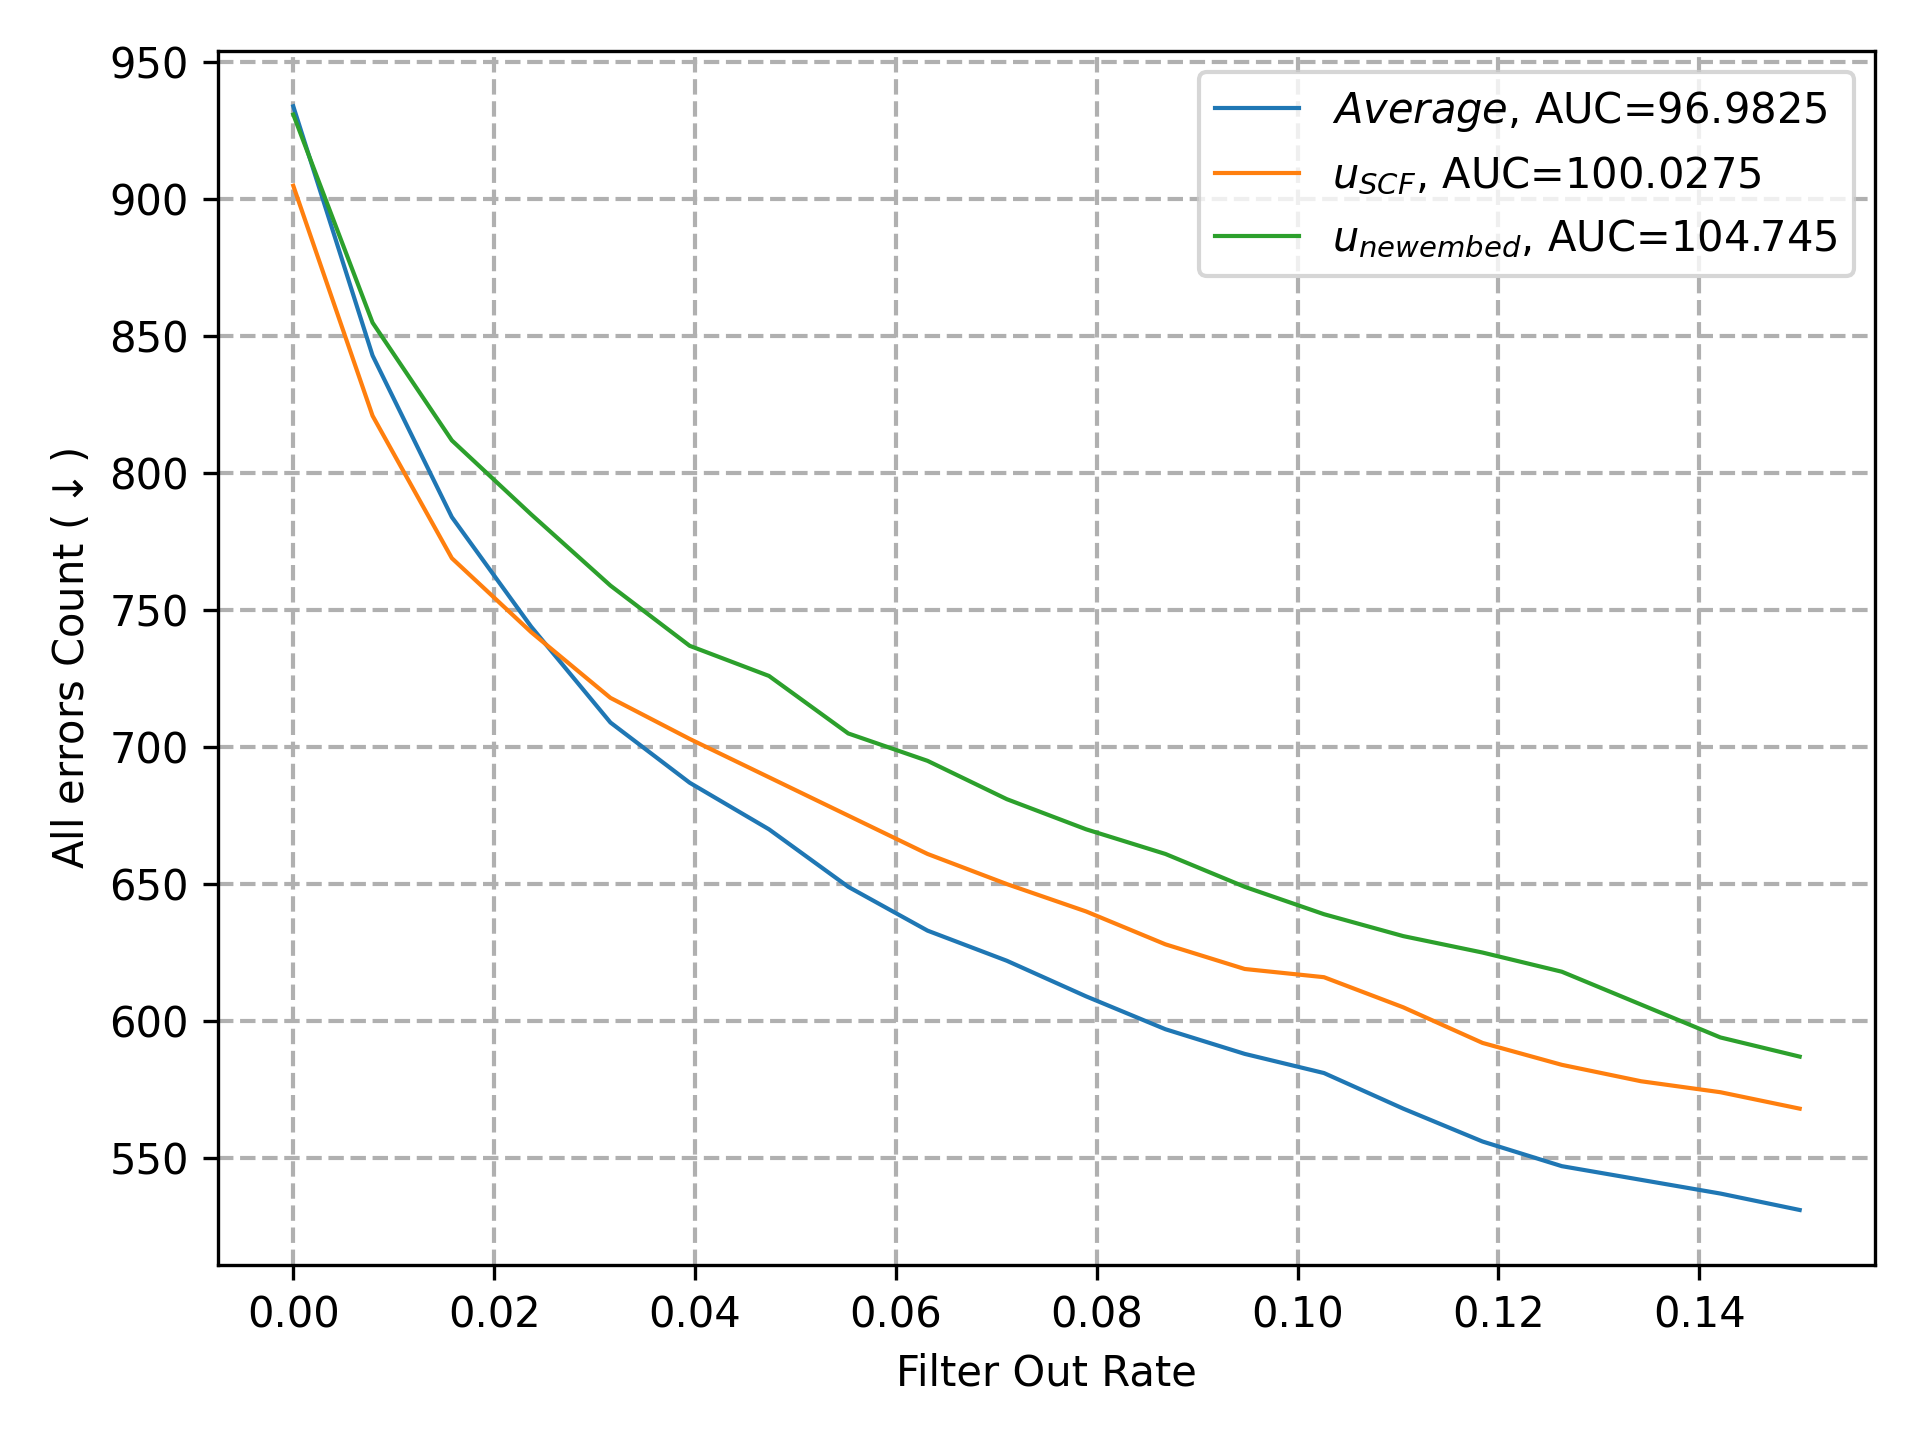 Average, AUC=96.9825
u_SCF, AUC=100.0275
u_newembed, AUC=104.745
All errors Count (↓)
950
900
850
800
750
700
650
600
550
0.00 0.02 0.04 0.06 0.08 0.10 0.12 0.14
Filter Out Rate